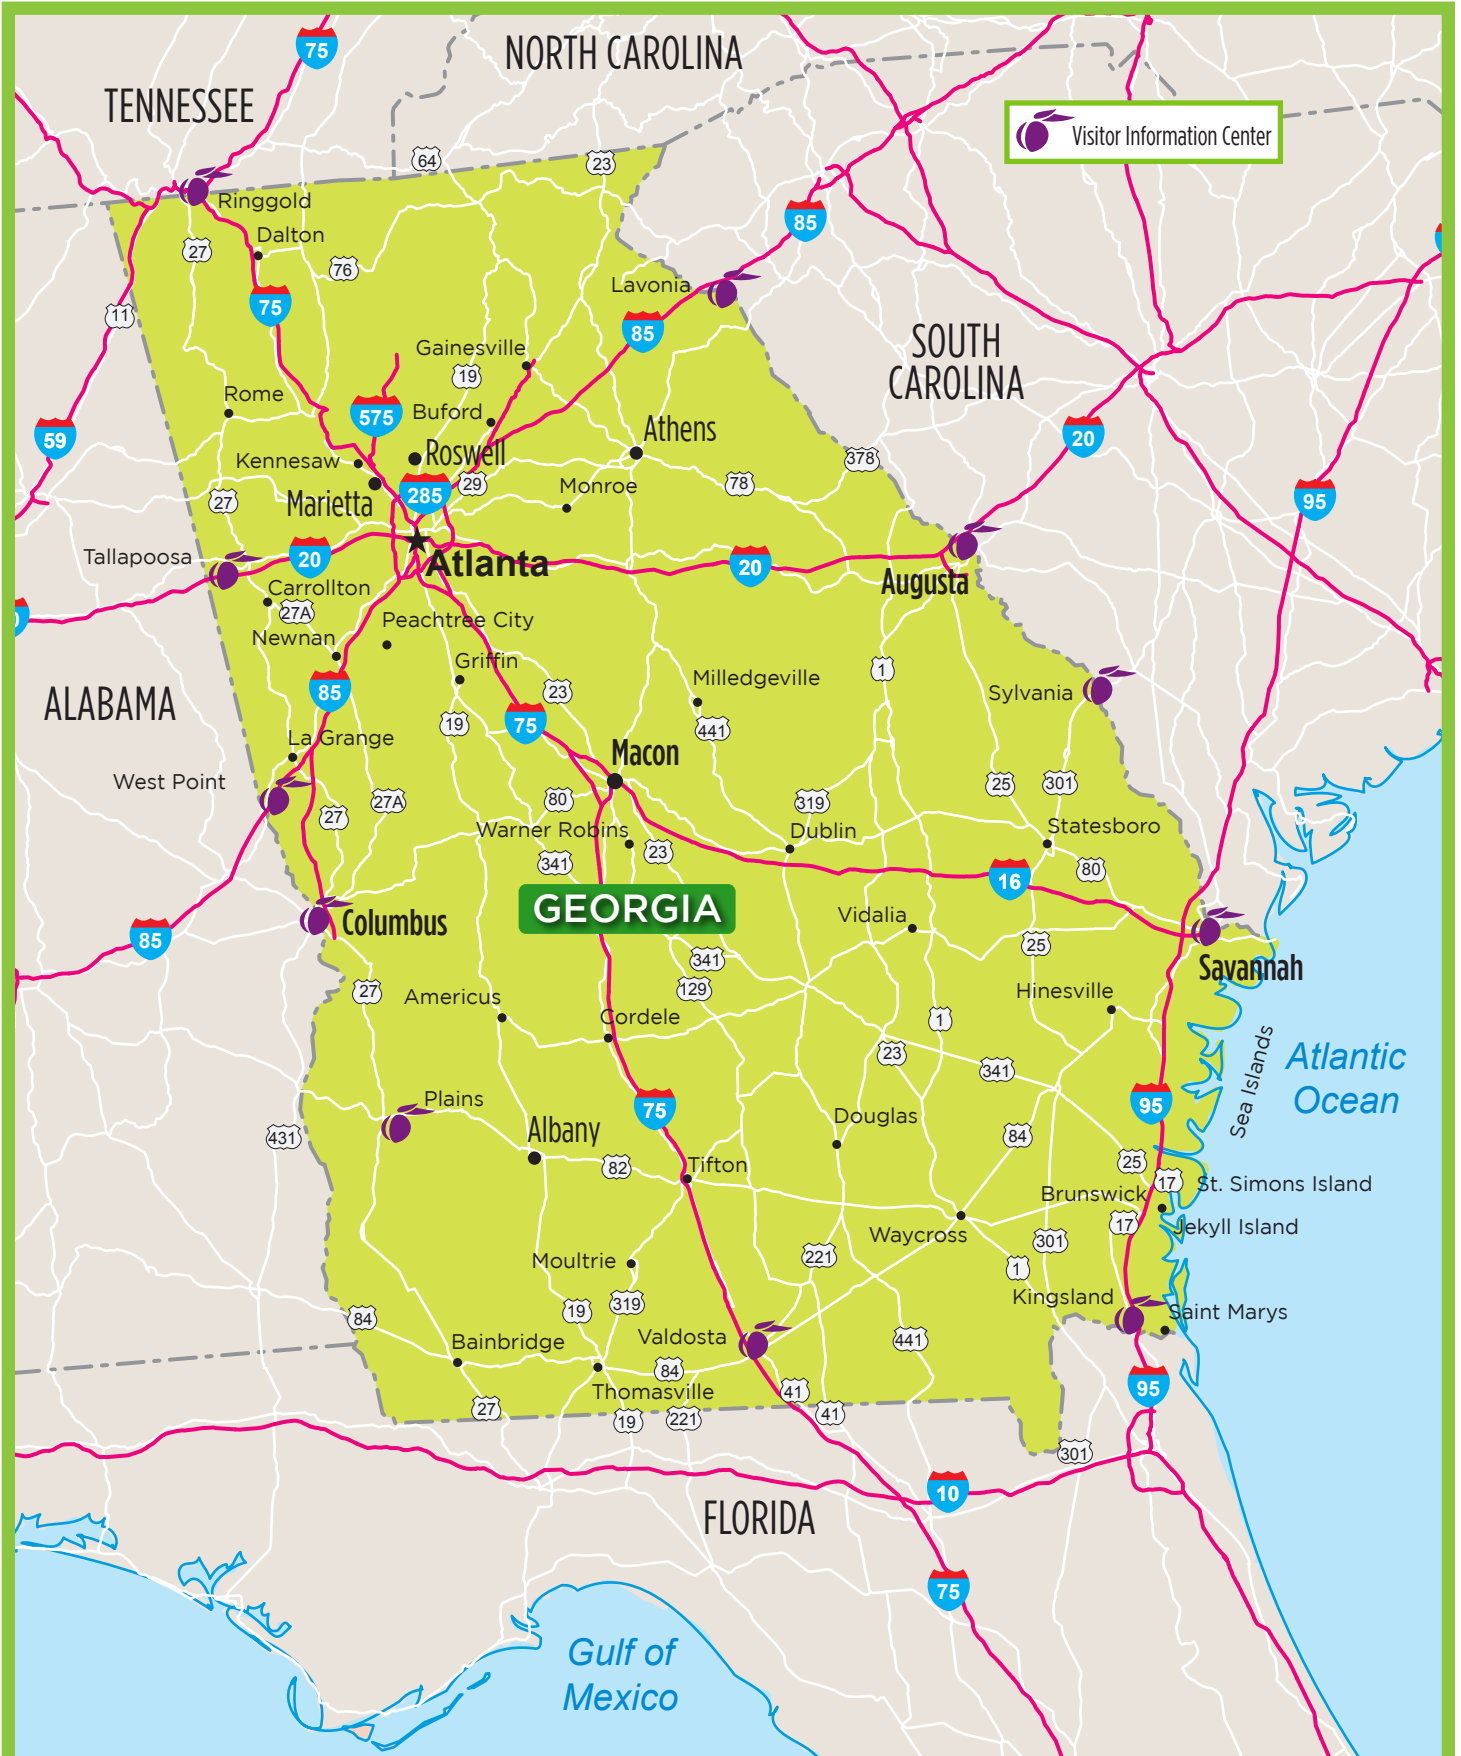 75
NORTH CAROLINA
TENNESSEE
Visitor Information Center
64
23
Ringgold
85
Dalton
27
76
Lavonia
75
11
85
SOUTH
CAROLINA
Gainesville
19
Rome
575
Buford
Athens
59
20
Roswell
378
Kennesaw
29
78
Monroe
285
Marietta
27
95
Tallapoosa
20
20
Atlanta
Augusta
Carrollton
27A
Peachtree City
Newnan
Griffin
1
85
23
Milledgeville
Sylvania
ALABAMA
19
75
441
La Grange
Macon
West Point
25
301
27A
80
319
27
Warner Robins
Dublin
Statesboro
341
23
80
16
GEORGIA
Columbus
Vidalia
85
25
341
Savannah
27
129
Americus
Hinesville
Cordele
1
Atlantic
Ocean
23
Sea Islands
341
Plains
75
95
Douglas
431
Albany
84
82
Tifton
25
17
St. Simons Island
Brunswick
17
Jekyll Island
Waycross
301
221
Moultrie
1
Kingsland
19
319
84
Saint Marys
Valdosta
441
Bainbridge
84
95
Thomasville
41
27
19
221
41
301
10
FLORIDA
75
Gulf of
Mexico